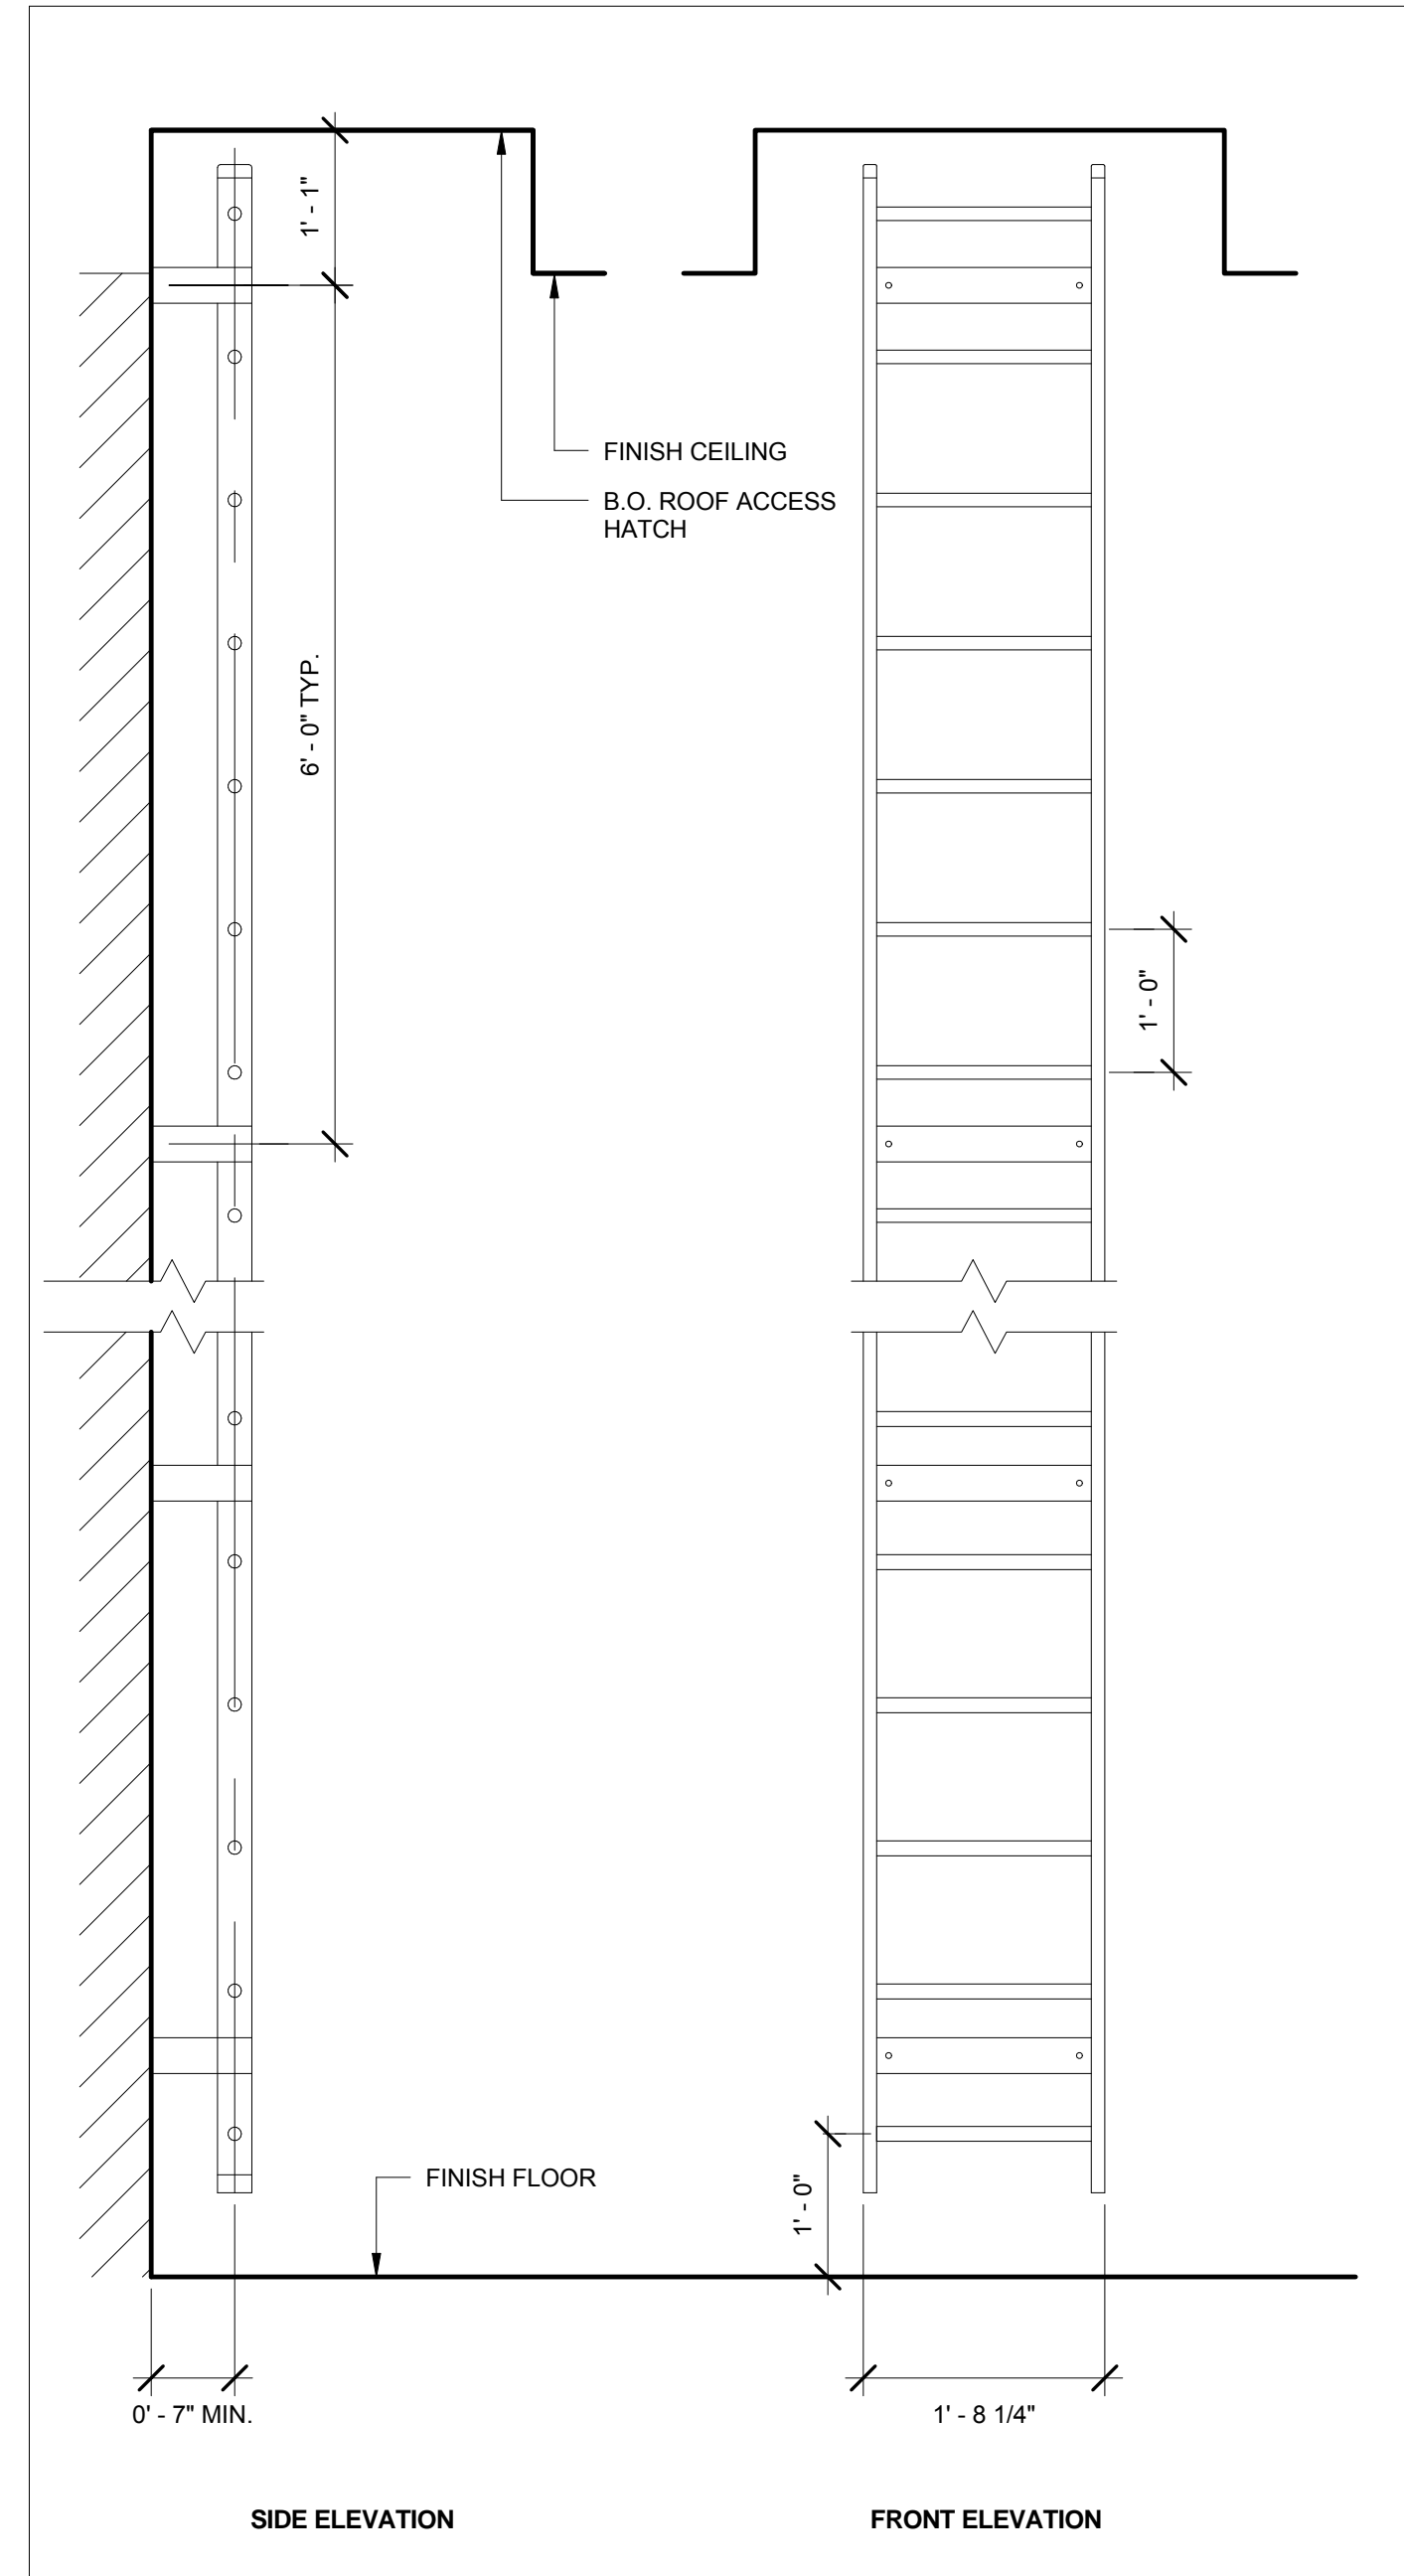 1' - 1"
FINISH CEILING
B.O. ROOF ACCESS
HATCH
6' - 0" TYP.
1' - 0"
FINISH FLOOR
1' - 0"
0' - 7" MIN.
1' - 8 1/4"
SIDE ELEVATION
FRONT ELEVATION